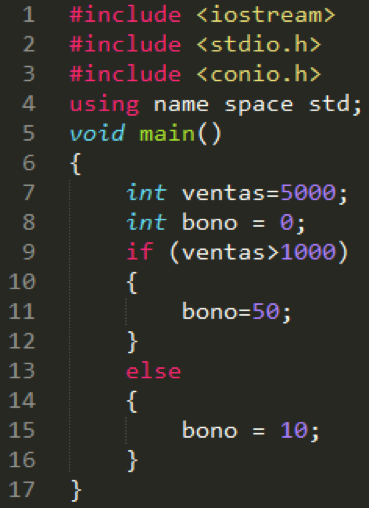 1 #include <iostream>
2 #include <stdio.h>
3 #include <conio.h>
4 using name space std;
5 void main()
6 {
7 int ventas=5000;
8 int bono = 0;
9 if (ventas>1000)
10 {
11 bono=50;
12 }
13 else
14 {
15 bono = 10;
16 }
17 }